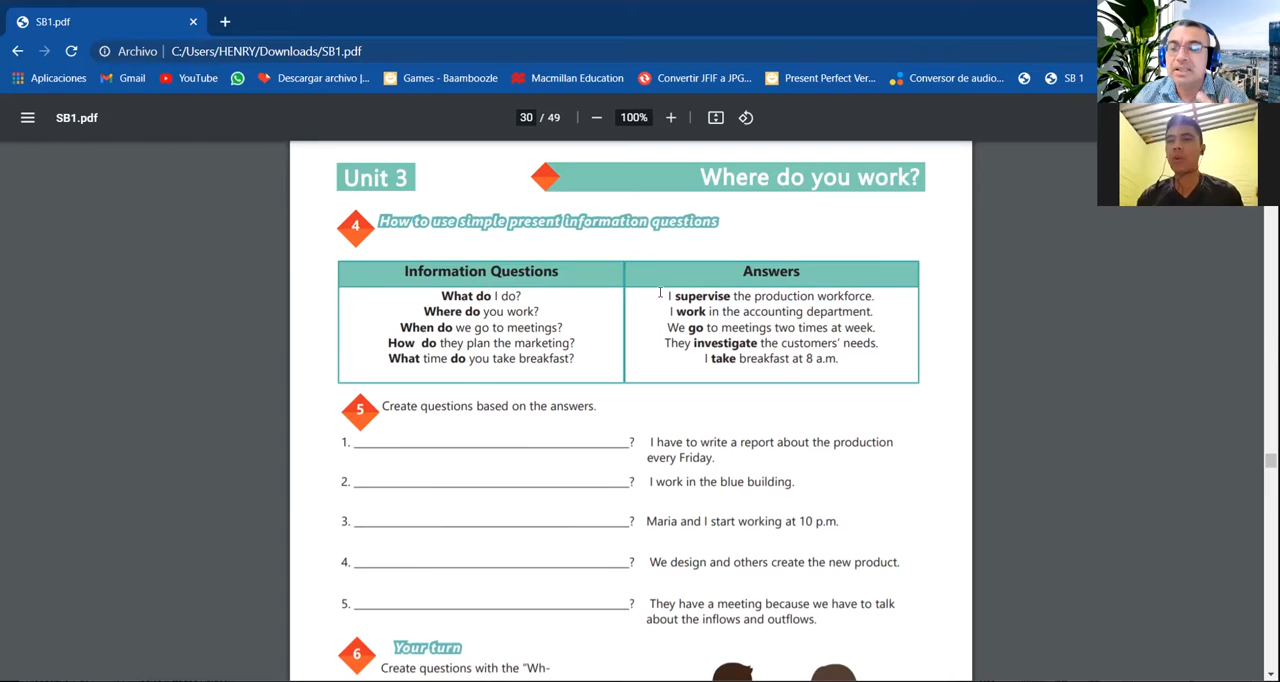 SB1.pdf
Archivo C:/Users/HENRY/Downloads/SB1.pdf
Aplicaciones Gmail YouTube Descargar archivo |... Games - Baamboozle Macmillan Education Convertir JFIF a JPG... Present Perfect Ver... Conversor de audio... SB 1
SB1.pdf 30 / 49 100%
Unit 3 Where do you work?
4 How to use simple present information questions
Information Questions Answers
What do I do? I supervise the production workforce.
Where do you work? I work in the accounting department.
When do we go to meetings? We go to meetings two times at week.
How do they plan the marketing? They investigate the customers' needs.
What time do you take breakfast? I take breakfast at 8 a.m.
5 Create questions based on the answers.
1. ______________________________? I have to write a report about the production
every Friday.
2. ______________________________? I work in the blue building.
3. ______________________________? Maria and I start working at 10 p.m.
4. ______________________________? We design and others create the new product.
5. ______________________________? They have a meeting because we have to talk
about the inflows and outflows.
6 Your turn
Create questions with the "Wh-